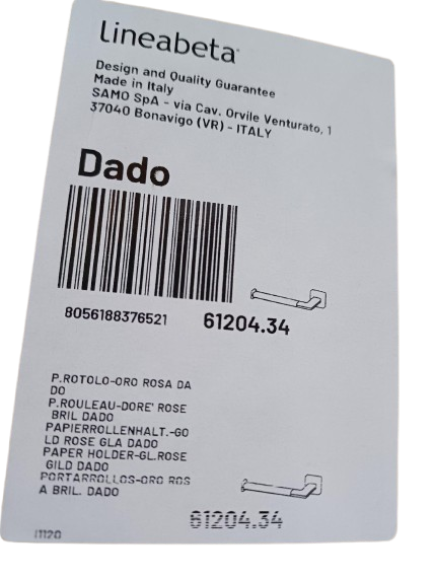 Lineabeta
Design and Quality Guarantee
Made in Italy
SAMO SpA - via Cav. Orvile Venturato, 1
37040 Bonavigo (VR) - ITALY
Dado
8056188376521 61204.34
P.ROTOLO-ORO ROSA DA
DO
P.ROULEAU-DORE' ROSE
BRIL DADO
PAPIERROLLENHALT.-GO
LD ROSE GLA DADO
PAPER HOLDER-GL.ROSE
GILD DADO
PORTARROLLOS-ORO ROS
A BRIL. DADO
61204.34
IT120